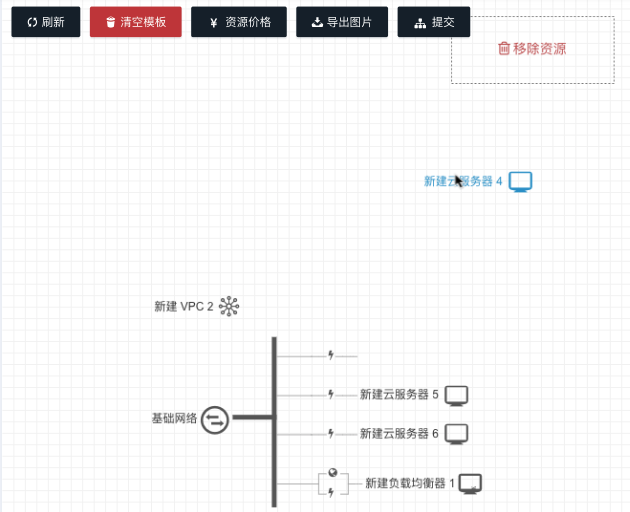 刷新 清空模板 ¥ 资源价格 导出图片 提交
移除资源
新建云服务器 4
新建 VPC 2
新建云服务器 5
基础网络
新建云服务器 6
新建负载均衡器 1